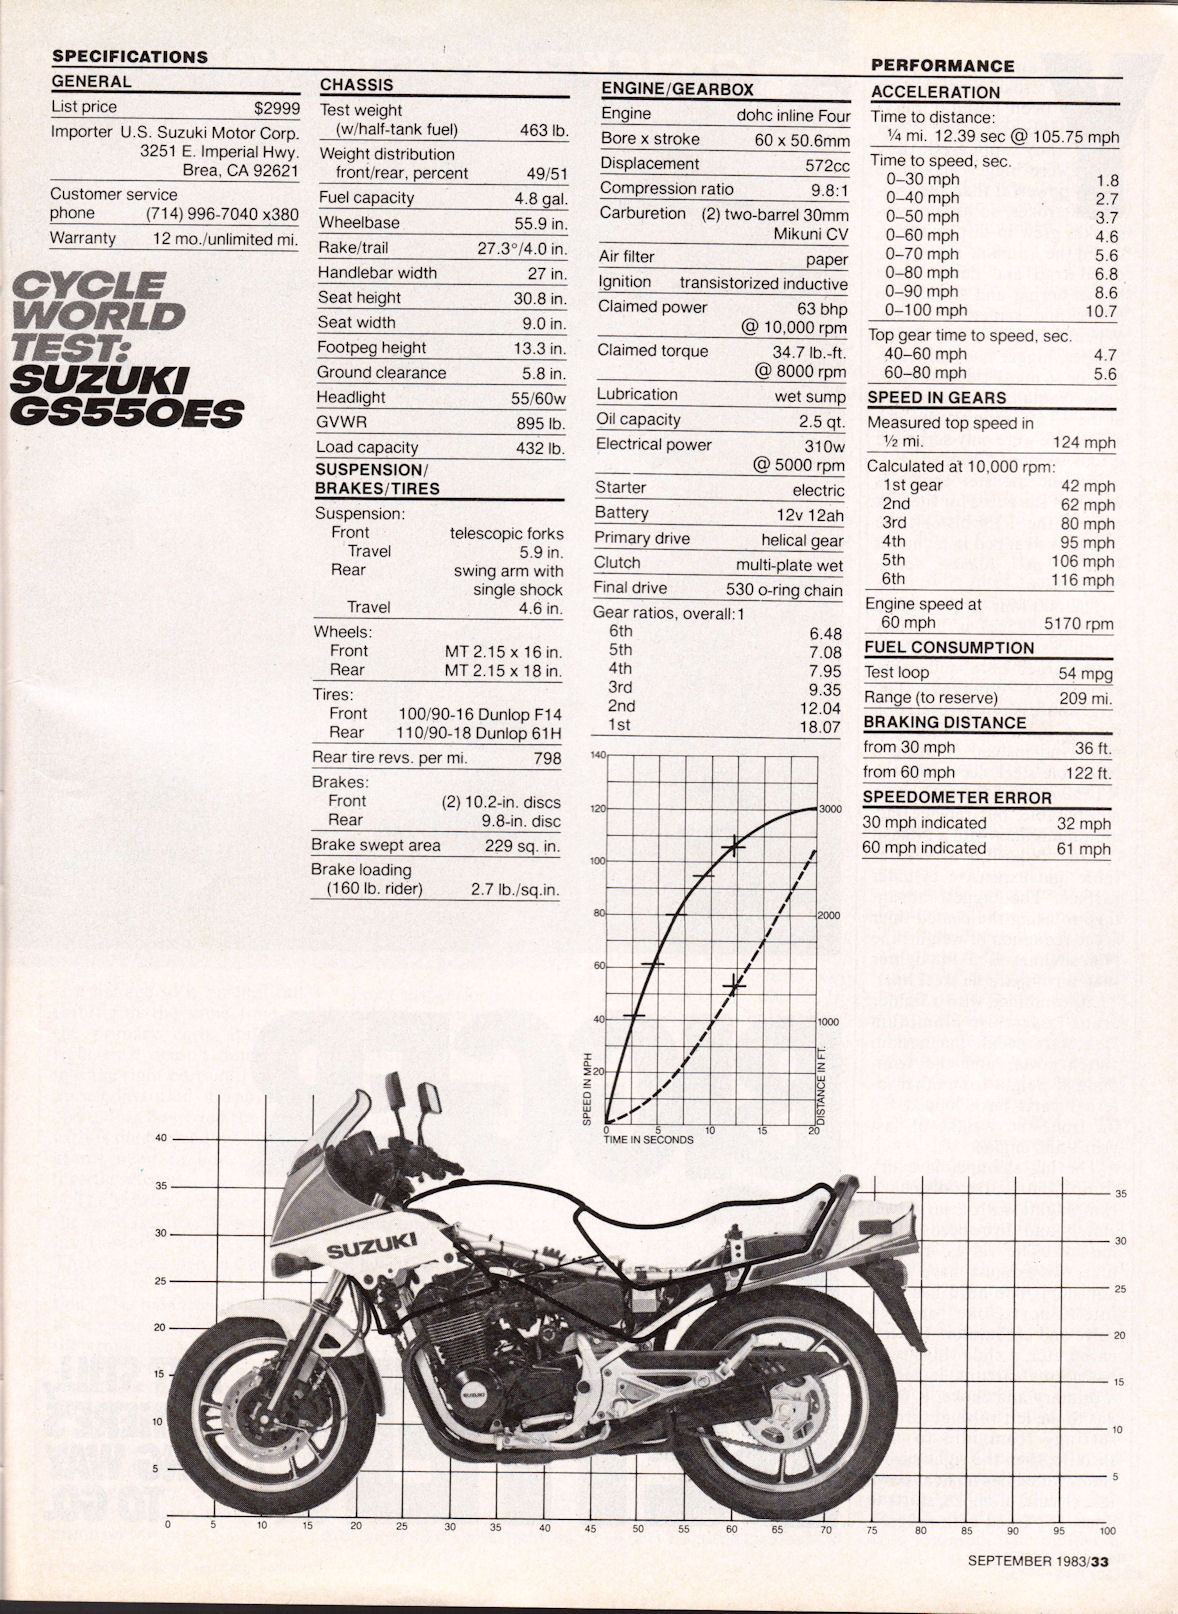 SPECIFICATIONS
GENERAL
List price $2999
Importer U.S. Suzuki Motor Corp.
3251 E. Imperial Hwy.
Brea, CA 92621
Customer service
phone (714) 996-7040 x380
Warranty 12 mo./unlimited mi.
CYCLE
WORLD
TEST:
SUZUKI
GS550ES
CHASSIS
Test weight
(w/half-tank fuel) 463 lb.
Weight distribution
front/rear, percent 49/51
Fuel capacity 4.8 gal.
Wheelbase 55.9 in.
Rake/trail 27.3°/4.0 in.
Handlebar width 27 in.
Seat height 30.8 in.
Seat width 9.0 in.
Footpeg height 13.3 in.
Ground clearance 5.8 in.
Headlight 55/60w
GVWR 895 lb.
Load capacity 432 lb.
SUSPENSION/
BRAKES/TIRES
Suspension:
Front telescopic forks
Travel 5.9 in.
Rear swing arm with
single shock
Travel 4.6 in.
Wheels:
Front MT 2.15 x 16 in.
Rear MT 2.15 x 18 in.
Tires:
Front 100/90-16 Dunlop F14
Rear 110/90-18 Dunlop 61H
Rear tire revs. per mi. 798
Brakes:
Front (2) 10.2-in. discs
Rear 9.8-in. disc
Brake swept area 229 sq. in.
Brake loading
(160 lb. rider) 2.7 lb./sq.in.
ENGINE/GEARBOX
Engine dohc inline Four
Bore x stroke 60 x 50.6mm
Displacement 572cc
Compression ratio 9.8:1
Carburetion (2) two-barrel 30mm
Mikuni CV
Air filter paper
Ignition transistorized inductive
Claimed power 63 bhp
@ 10,000 rpm
Claimed torque 34.7 lb.-ft.
@ 8000 rpm
Lubrication wet sump
Oil capacity 2.5 qt.
Electrical power 310w
@ 5000 rpm
Starter electric
Battery 12v 12ah
Primary drive helical gear
Clutch multi-plate wet
Final drive 530 o-ring chain
Gear ratios, overall:1
6th 6.48
5th 7.08
4th 7.95
3rd 9.35
2nd 12.04
1st 18.07
PERFORMANCE
ACCELERATION
Time to distance:
¼ mi. 12.39 sec @ 105.75 mph
Time to speed, sec.
0–30 mph 1.8
0–40 mph 2.7
0–50 mph 3.7
0–60 mph 4.6
0–70 mph 5.6
0–80 mph 6.8
0–90 mph 8.6
0–100 mph 10.7
Top gear time to speed, sec.
40–60 mph 4.7
60–80 mph 5.6
SPEED IN GEARS
Measured top speed in
½ mi. 124 mph
Calculated at 10,000 rpm:
1st gear 42 mph
2nd 62 mph
3rd 80 mph
4th 95 mph
5th 106 mph
6th 116 mph
Engine speed at
60 mph 5170 rpm
FUEL CONSUMPTION
Test loop 54 mpg
Range (to reserve) 209 mi.
BRAKING DISTANCE
from 30 mph 36 ft.
from 60 mph 122 ft.
SPEEDOMETER ERROR
30 mph indicated 32 mph
60 mph indicated 61 mph
140
120 3000
100
80 2000
60
40 1000
20
SPEED IN MPH
DISTANCE IN FT.
0 5 10 15 20
TIME IN SECONDS
40
35 35
30 30
25 25
20 20
15 15
10 10
5 5
SUZUKI
SUZUKI
0 5 10 15 20 25 30 35 40 45 50 55 60 65 70 75 80 85 90 95 100
SEPTEMBER 1983/33